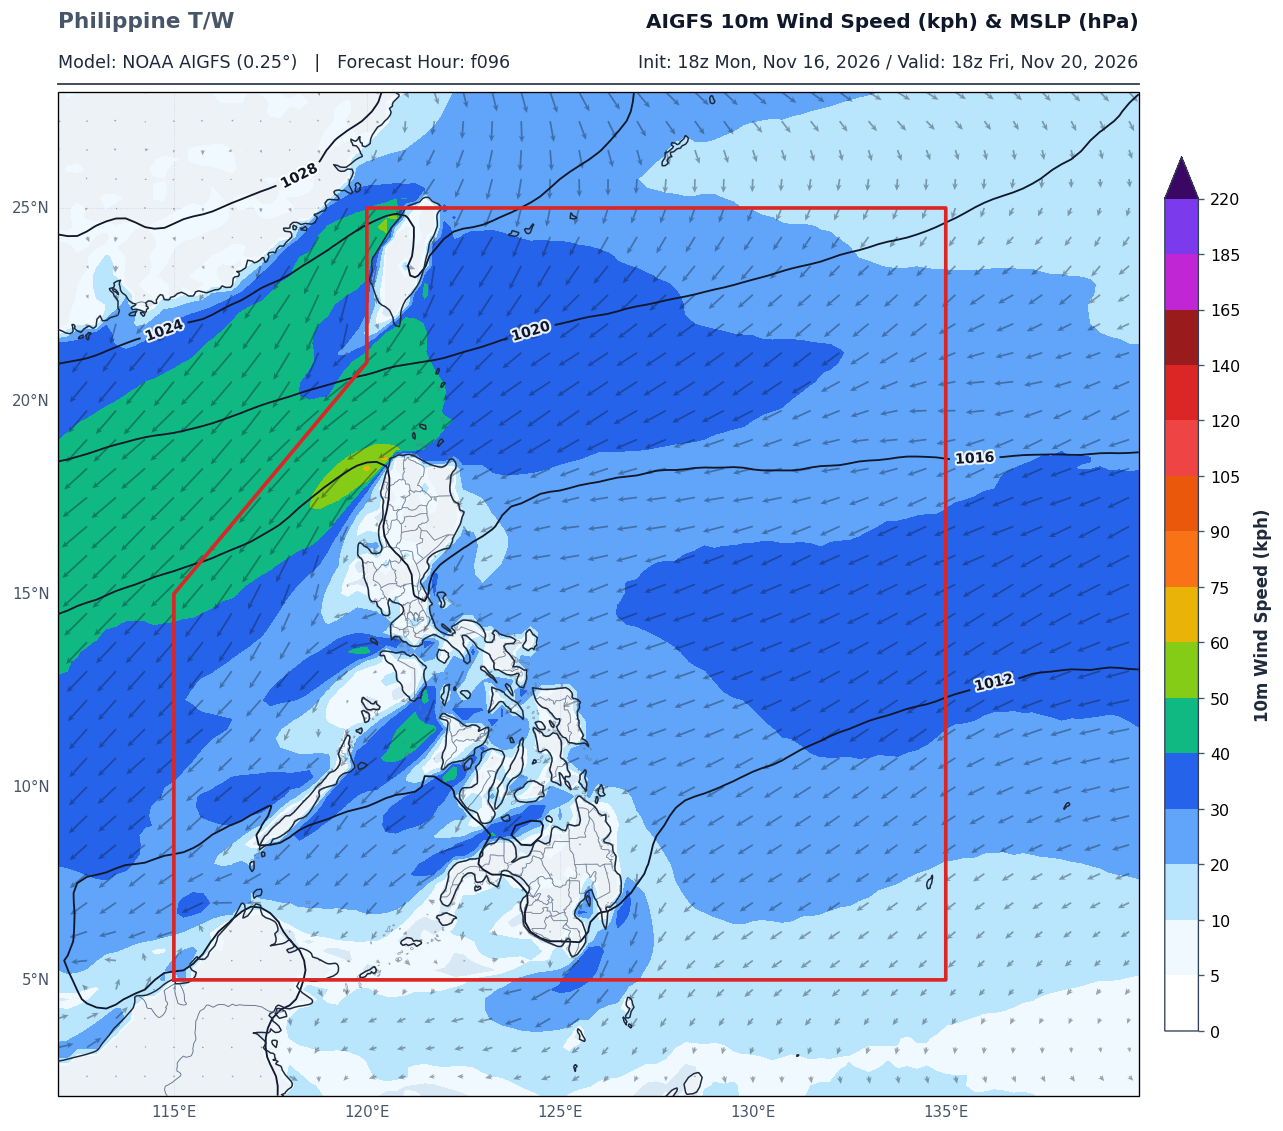 Philippine T/W
AIGFS 10m Wind Speed (kph) & MSLP (hPa)
Model: NOAA AIGFS (0.25°) | Forecast Hour: f096
Init: 18z Mon, Nov 16, 2026 / Valid: 18z Fri, Nov 20, 2026
1028
1024
1020
1016
1012
25°N
20°N
15°N
10°N
5°N
115°E
120°E
125°E
130°E
135°E
220
185
165
140
120
105
90
75
60
50
40
30
20
10
5
0
10m Wind Speed (kph)